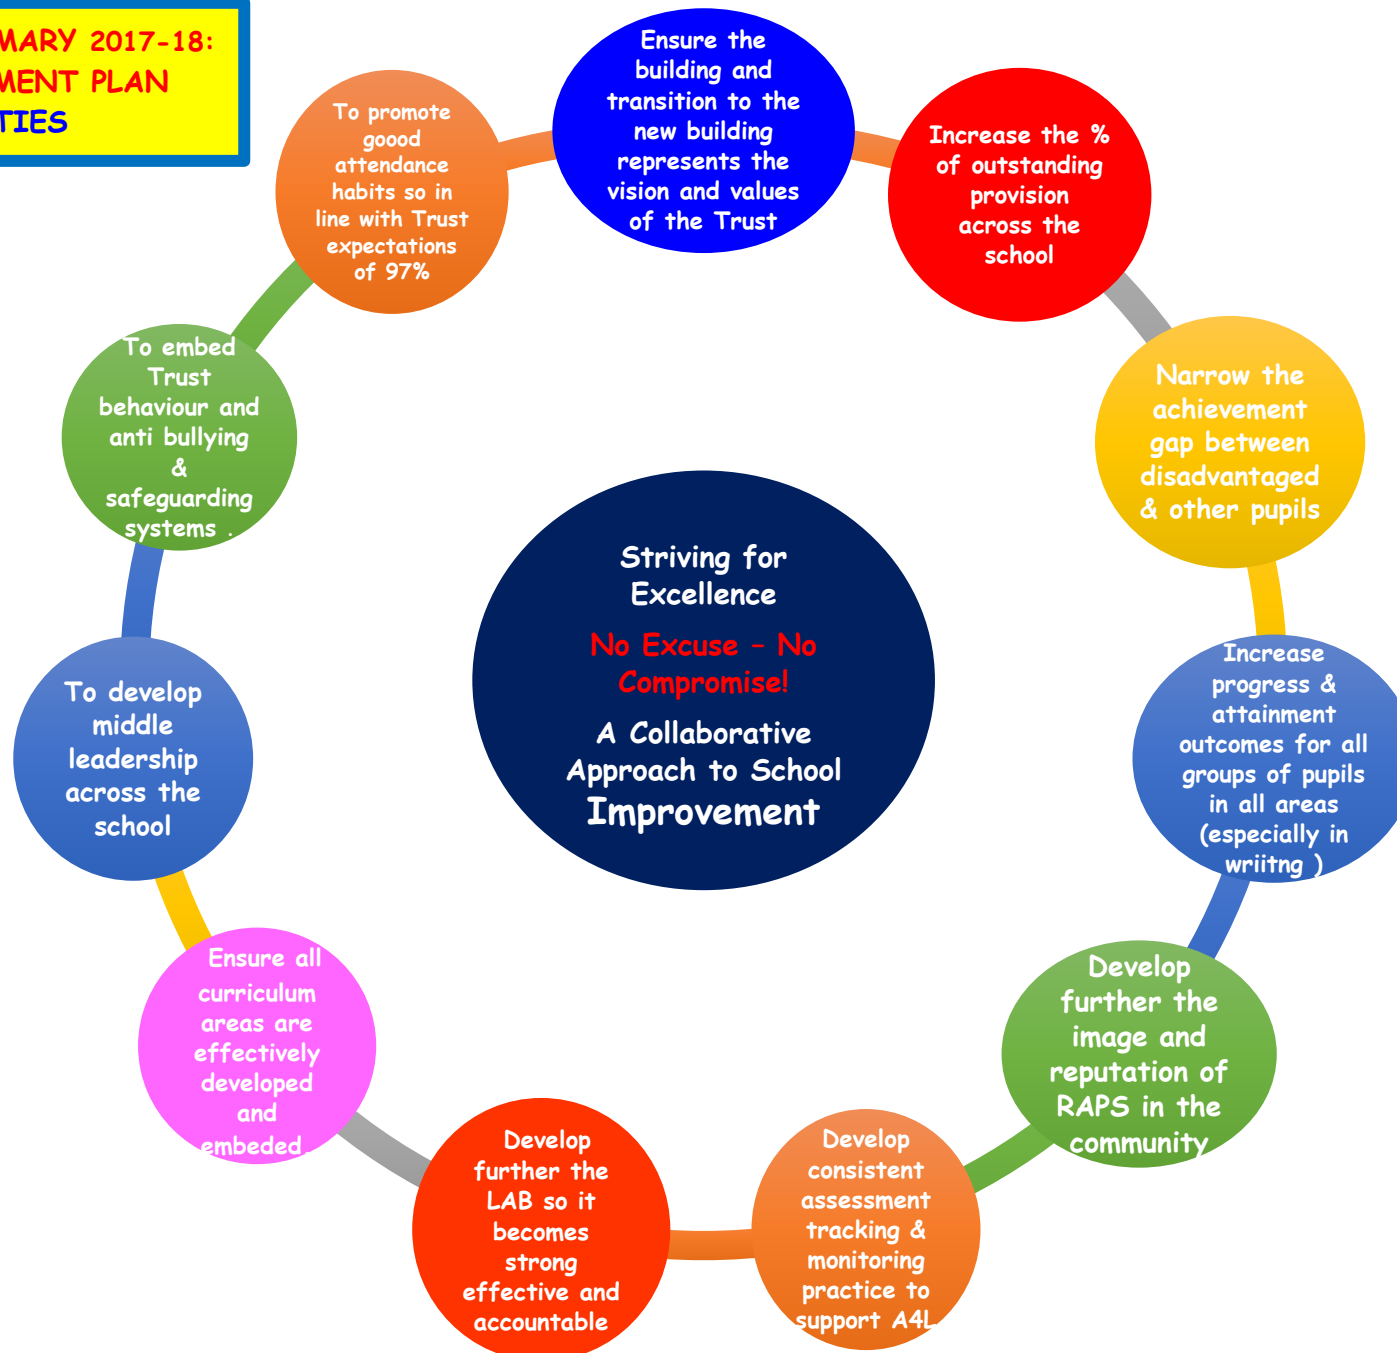 MARY 2017-18:
MENT PLAN
TIES
Ensure the
building and
transition to the
new building
represents the
vision and values
of the Trust
Increase the %
of outstanding
provision
across the
school
Narrow the
achievement
gap between
disadvantaged
& other pupils
Increase
progress &
attainment
outcomes for all
groups of pupils
in all areas
(especially in
wriitng )
Develop
further the
image and
reputation of
RAPS in the
community
Develop
consistent
assessment
tracking &
monitoring
practice to
support A4L
Develop
further the
LAB so it
becomes
strong
effective and
accountable
Ensure all
curriculum
areas are
effectively
developed
and
embeded.
To develop
middle
leadership
across the
school
To embed
Trust
behaviour and
anti bullying
&
safeguarding
systems .
To promote
goood
attendance
habits so in
line with Trust
expectations
of 97%
Striving for
Excellence
No Excuse – No
Compromise!
A Collaborative
Approach to School
Improvement